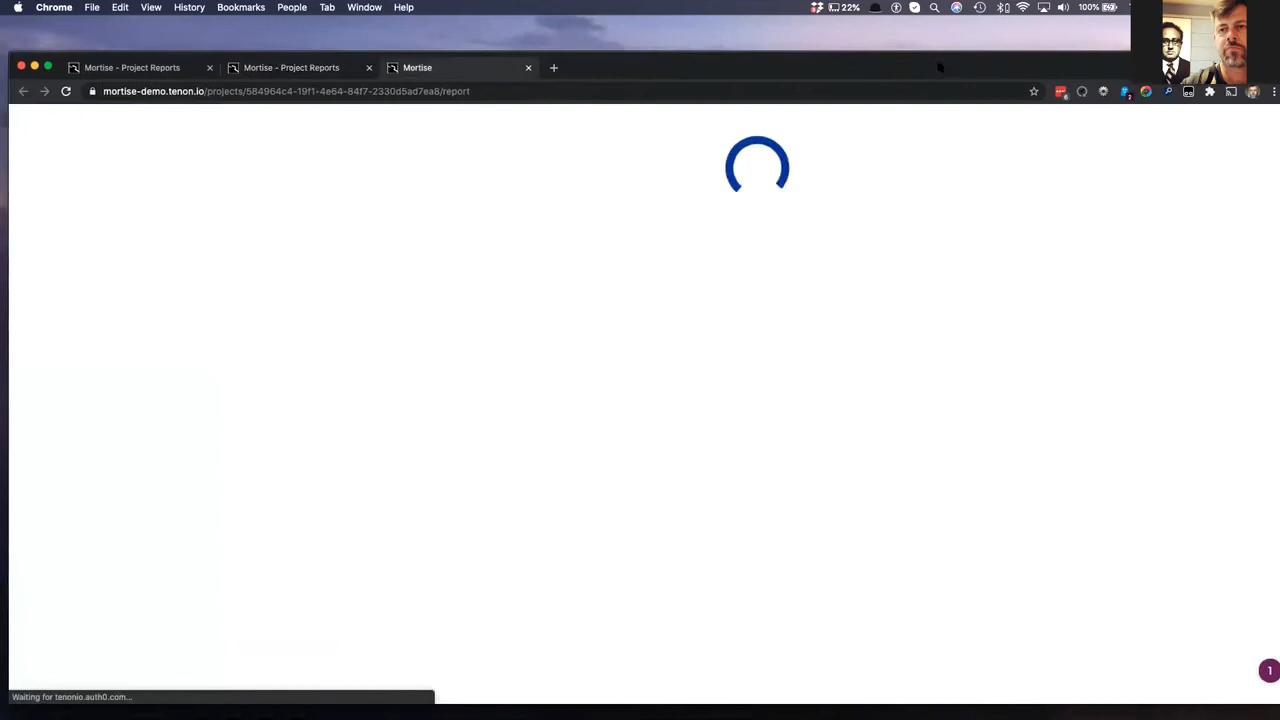 Chrome File Edit View History Bookmarks People Tab Window Help 22% 100%
Mortise - Project Reports Mortise - Project Reports Mortise
mortise-demo.tenon.io/projects/584964c4-19f1-4e64-84f7-2330d5ad7ea8/report
1
Waiting for tenonio.auth0.com...